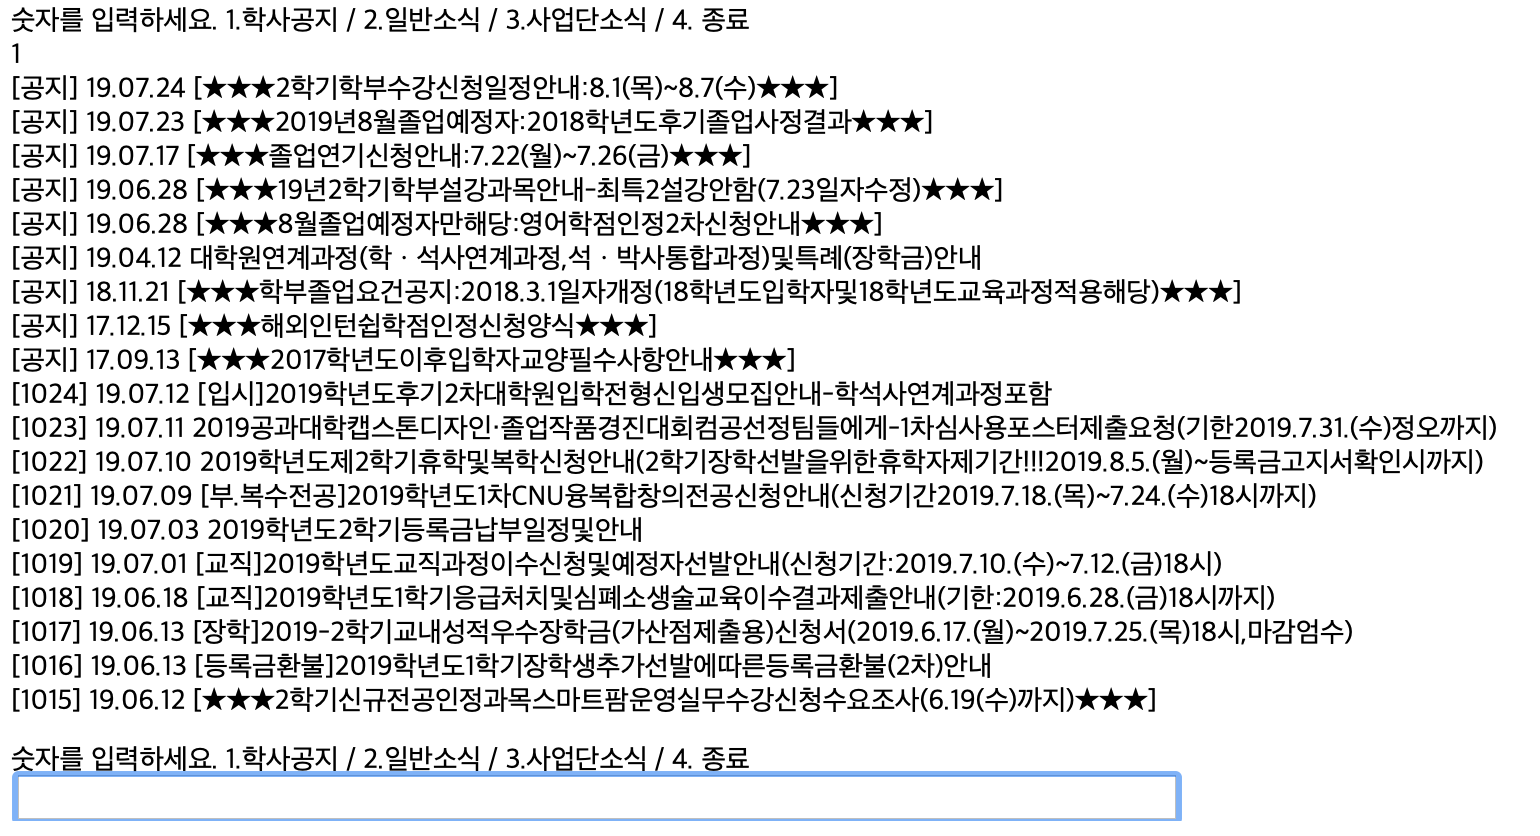 숫자를 입력하세요. 1.학사공지 / 2.일반소식 / 3.사업단소식 / 4. 종료
1
[공지] 19.07.24 [★★★2학기학부수강신청일정안내:8.1(목)~8.7(수)★★★]
[공지] 19.07.23 [★★★2019년8월졸업예정자:2018학년도후기졸업사정결과★★★]
[공지] 19.07.17 [★★★졸업연기신청안내:7.22(월)~7.26(금)★★★]
[공지] 19.06.28 [★★★19년2학기학부설강과목안내-최특2설강안함(7.23일자수정)★★★]
[공지] 19.06.28 [★★★8월졸업예정자만해당:영어학점인정2차신청안내★★★]
[공지] 19.04.12 대학원연계과정(학ㆍ석사연계과정,석ㆍ박사통합과정)및특례(장학금)안내
[공지] 18.11.21 [★★★학부졸업요건공지:2018.3.1일자개정(18학년도입학자및18학년도교육과정적용해당)★★★]
[공지] 17.12.15 [★★★해외인턴쉽학점인정신청양식★★★]
[공지] 17.09.13 [★★★2017학년도이후입학자교양필수사항안내★★★]
[1024] 19.07.12 [입시]2019학년도후기2차대학원입학전형신입생모집안내-학석사연계과정포함
[1023] 19.07.11 2019공과대학캡스톤디자인·졸업작품경진대회컴공선정팀들에게-1차심사용포스터제출요청(기한2019.7.31.(수)정오까지)
[1022] 19.07.10 2019학년도제2학기휴학및복학신청안내(2학기장학선발을위한휴학자제기간!!!2019.8.5.(월)~등록금고지서확인시까지)
[1021] 19.07.09 [부.복수전공]2019학년도1차CNU융복합창의전공신청안내(신청기간2019.7.18.(목)~7.24.(수)18시까지)
[1020] 19.07.03 2019학년도2학기등록금납부일정및안내
[1019] 19.07.01 [교직]2019학년도교직과정이수신청및예정자선발안내(신청기간:2019.7.10.(수)~7.12.(금)18시)
[1018] 19.06.18 [교직]2019학년도1학기응급처치및심폐소생술교육이수결과제출안내(기한:2019.6.28.(금)18시까지)
[1017] 19.06.13 [장학]2019-2학기교내성적우수장학금(가산점제출용)신청서(2019.6.17.(월)~2019.7.25.(목)18시,마감엄수)
[1016] 19.06.13 [등록금환불]2019학년도1학기장학생추가선발에따른등록금환불(2차)안내
[1015] 19.06.12 [★★★2학기신규전공인정과목스마트팜운영실무수강신청수요조사(6.19(수)까지)★★★]
숫자를 입력하세요. 1.학사공지 / 2.일반소식 / 3.사업단소식 / 4. 종료